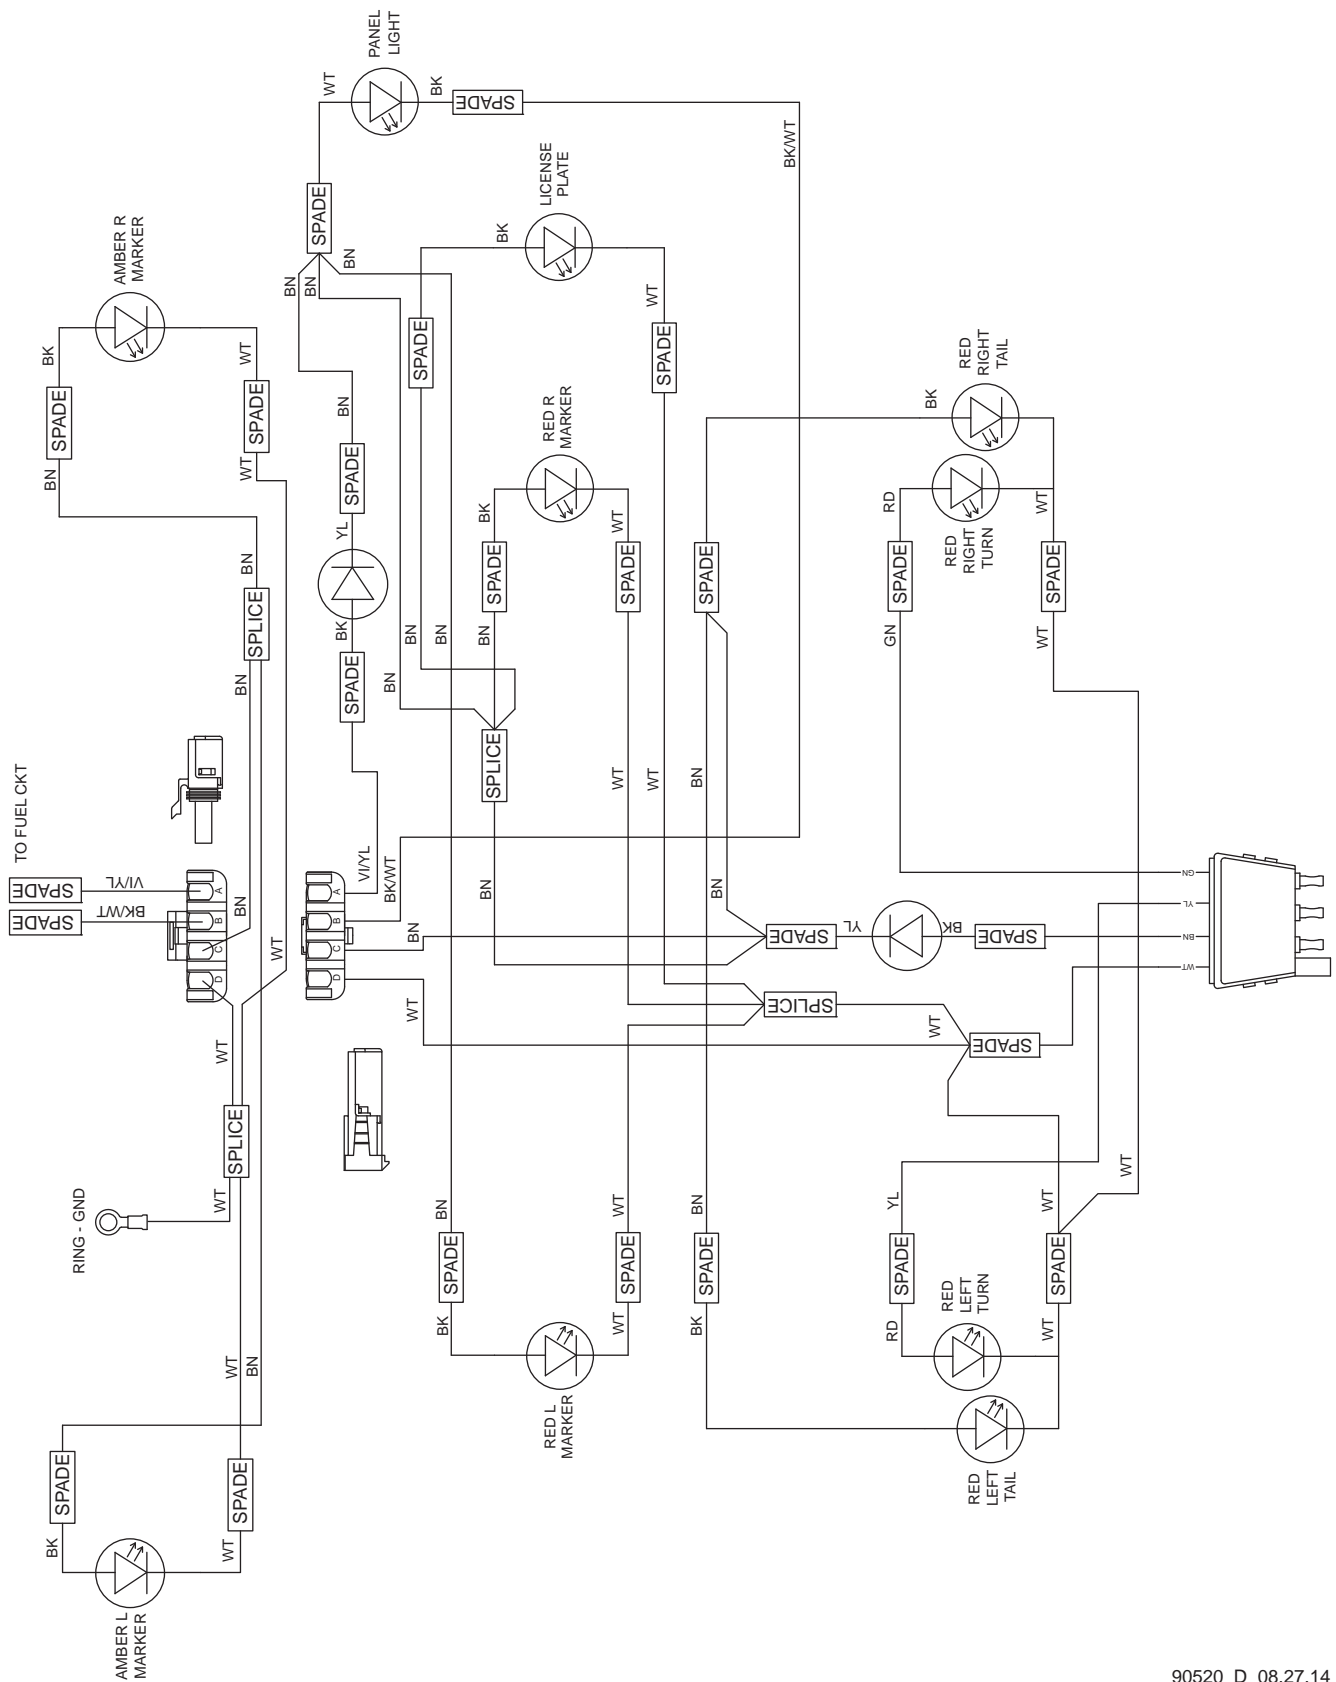 PANEL
LIGHT
WT
BK
SPADE
BK/WT
SPADE
LICENSE
PLATE
AMBER R
MARKER
BK
BN
BN
BN
SPADE
WT
SPADE
BK
WT
SPADE
SPADE
BN
WT
RED
RIGHT
TAIL
BK
RED R
MARKER
BN
SPADE
YL
BK
WT
RD
WT
RED
RIGHT
TURN
SPADE
SPADE
SPADE
SPADE
SPADE
BN
SPLICE
BN
BK
SPADE
BN
BN
BN
BN
GN
WT
SPLICE
WT
WT
BN
TO FUEL CKT
SPADE
VI/YL
SPADE
BK/WT
A
B
C
D
BN
WT
VI/YL
BK/WT
A
B
C
D
BN
WT
BN
BN
SPADE
YL
BK
SPADE
GN
YL
BN
WT
SPLICE
WT
SPADE
WT
SPLICE
WT
RING - GND
WT
BN
BN
WT
BN
YL
WT
WT
SPADE
SPADE
SPADE
SPADE
SPADE
BK
WT
BK
RD
WT
RED
LEFT
TURN
RED L
MARKER
RED
LEFT
TAIL
SPADE
SPADE
BK
WT
AMBER L
MARKER
90520_D_08.27.14